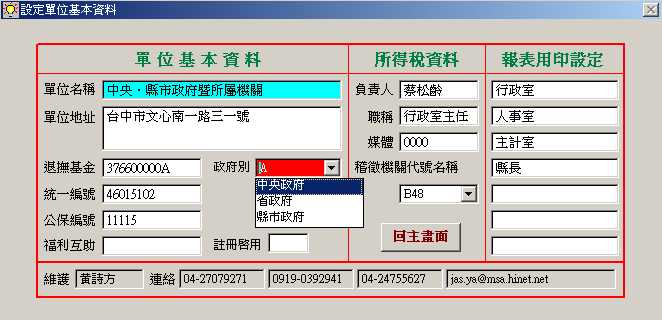 設定單位基本資料
單位基本資料 所得稅資料 報表用印設定
單位名稱 中央‧縣市政府暨所屬機關 負責人 蔡松齡 行政室
單位地址 台中市文心南一路三一號 職稱 行政室主任 人事室
媒體 0000 主計室
退撫基金 376600000A 政府別 A 稽徵機關代號名稱 縣長
中央政府
統一編號 46015102 省政府 B48
公保編號 11115 縣市政府
福利互助 註冊啓用 回主畫面
維護 黃詩方 連絡 04-27079271 0919-0392941 04-24755627 jas.ya@msa.hinet.net